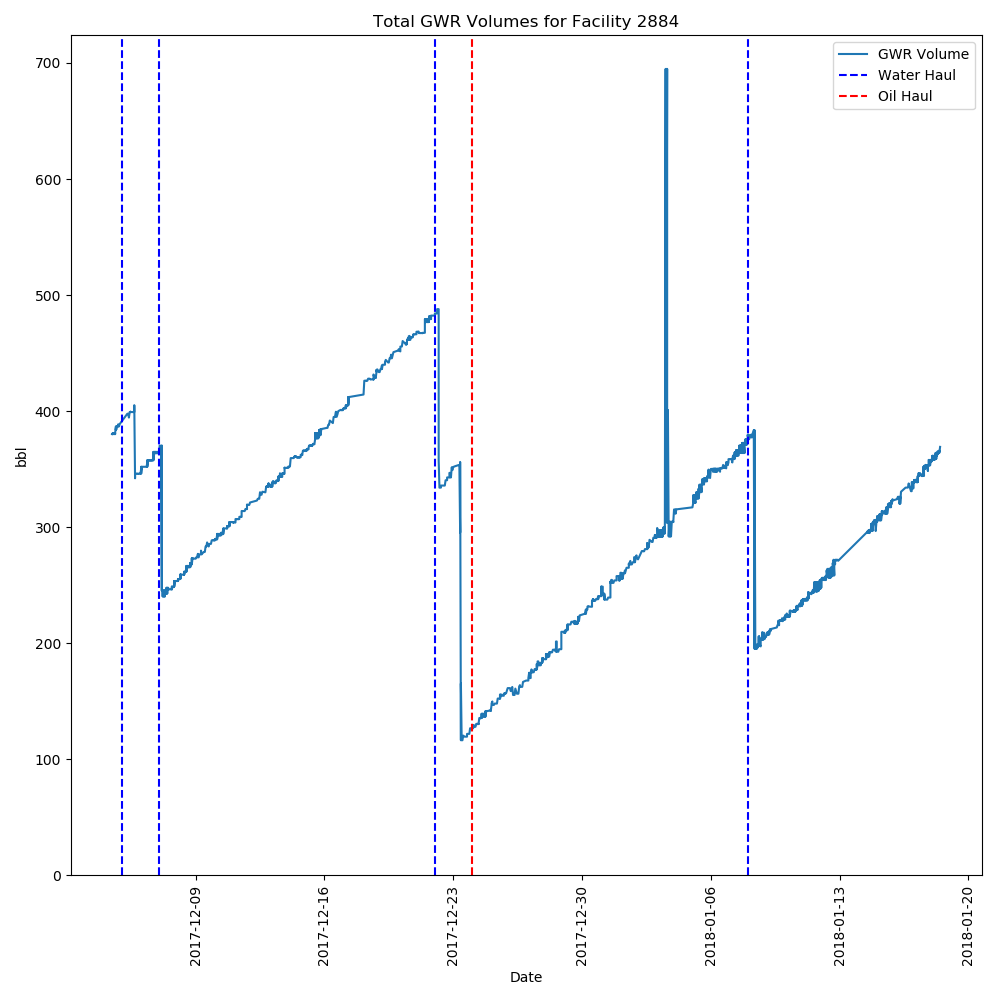 Total GWR Volumes for Facility 2884
GWR Volume
Water Haul
Oil Haul
700
600
500
400
300
200
100
0
bbl
2017-12-09
2017-12-16
2017-12-23
2017-12-30
2018-01-06
2018-01-13
2018-01-20
Date